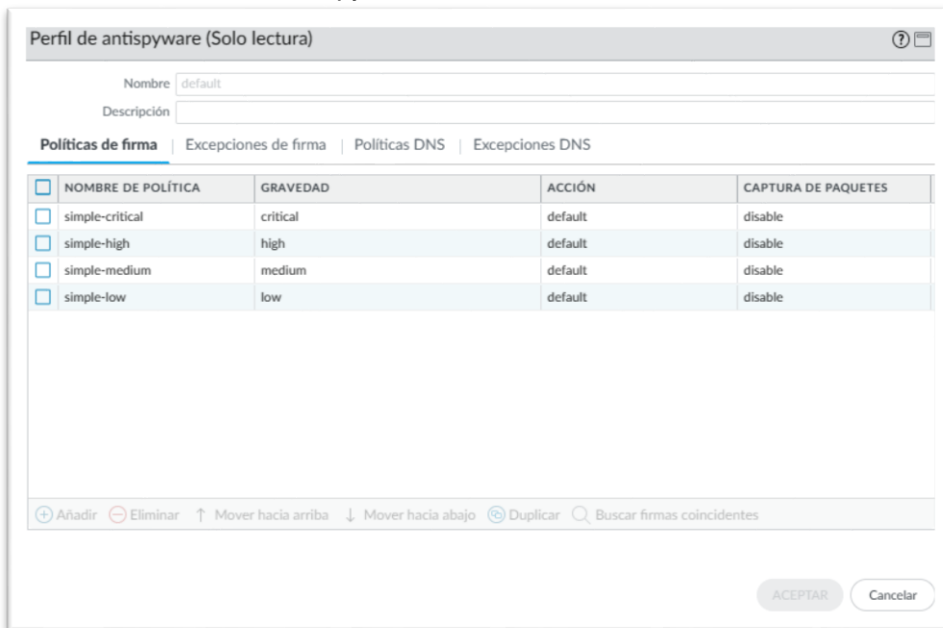 Perfil de antispyware (Solo lectura)
Nombre default
Descripción
Políticas de firma | Excepciones de firma | Políticas DNS | Excepciones DNS
NOMBRE DE POLÍTICA GRAVEDAD ACCIÓN CAPTURA DE PAQUETES
simple-critical critical default disable
simple-high high default disable
simple-medium medium default disable
simple-low low default disable
Añadir Eliminar Mover hacia arriba Mover hacia abajo Duplicar Buscar firmas coincidentes
ACEPTAR Cancelar